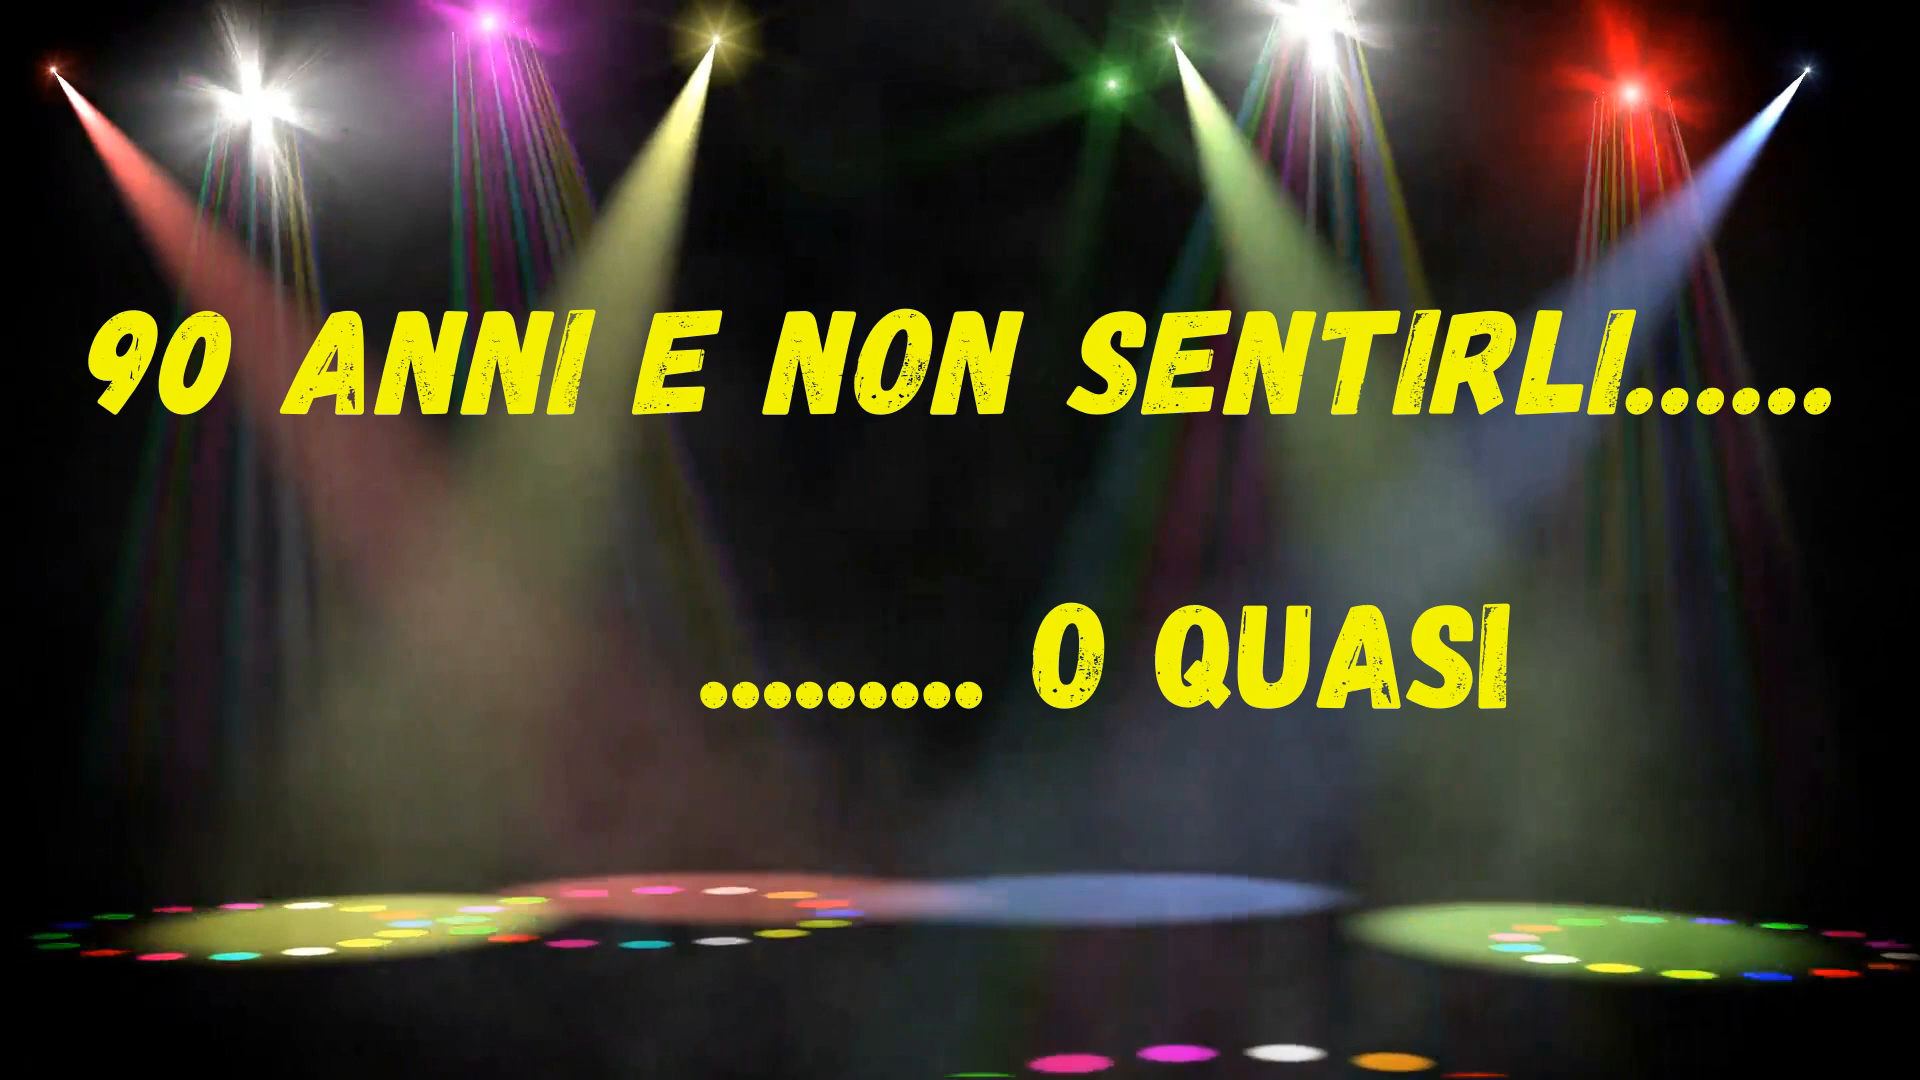 90 ANNI E NON SENTIRLI......
......... O QUASI